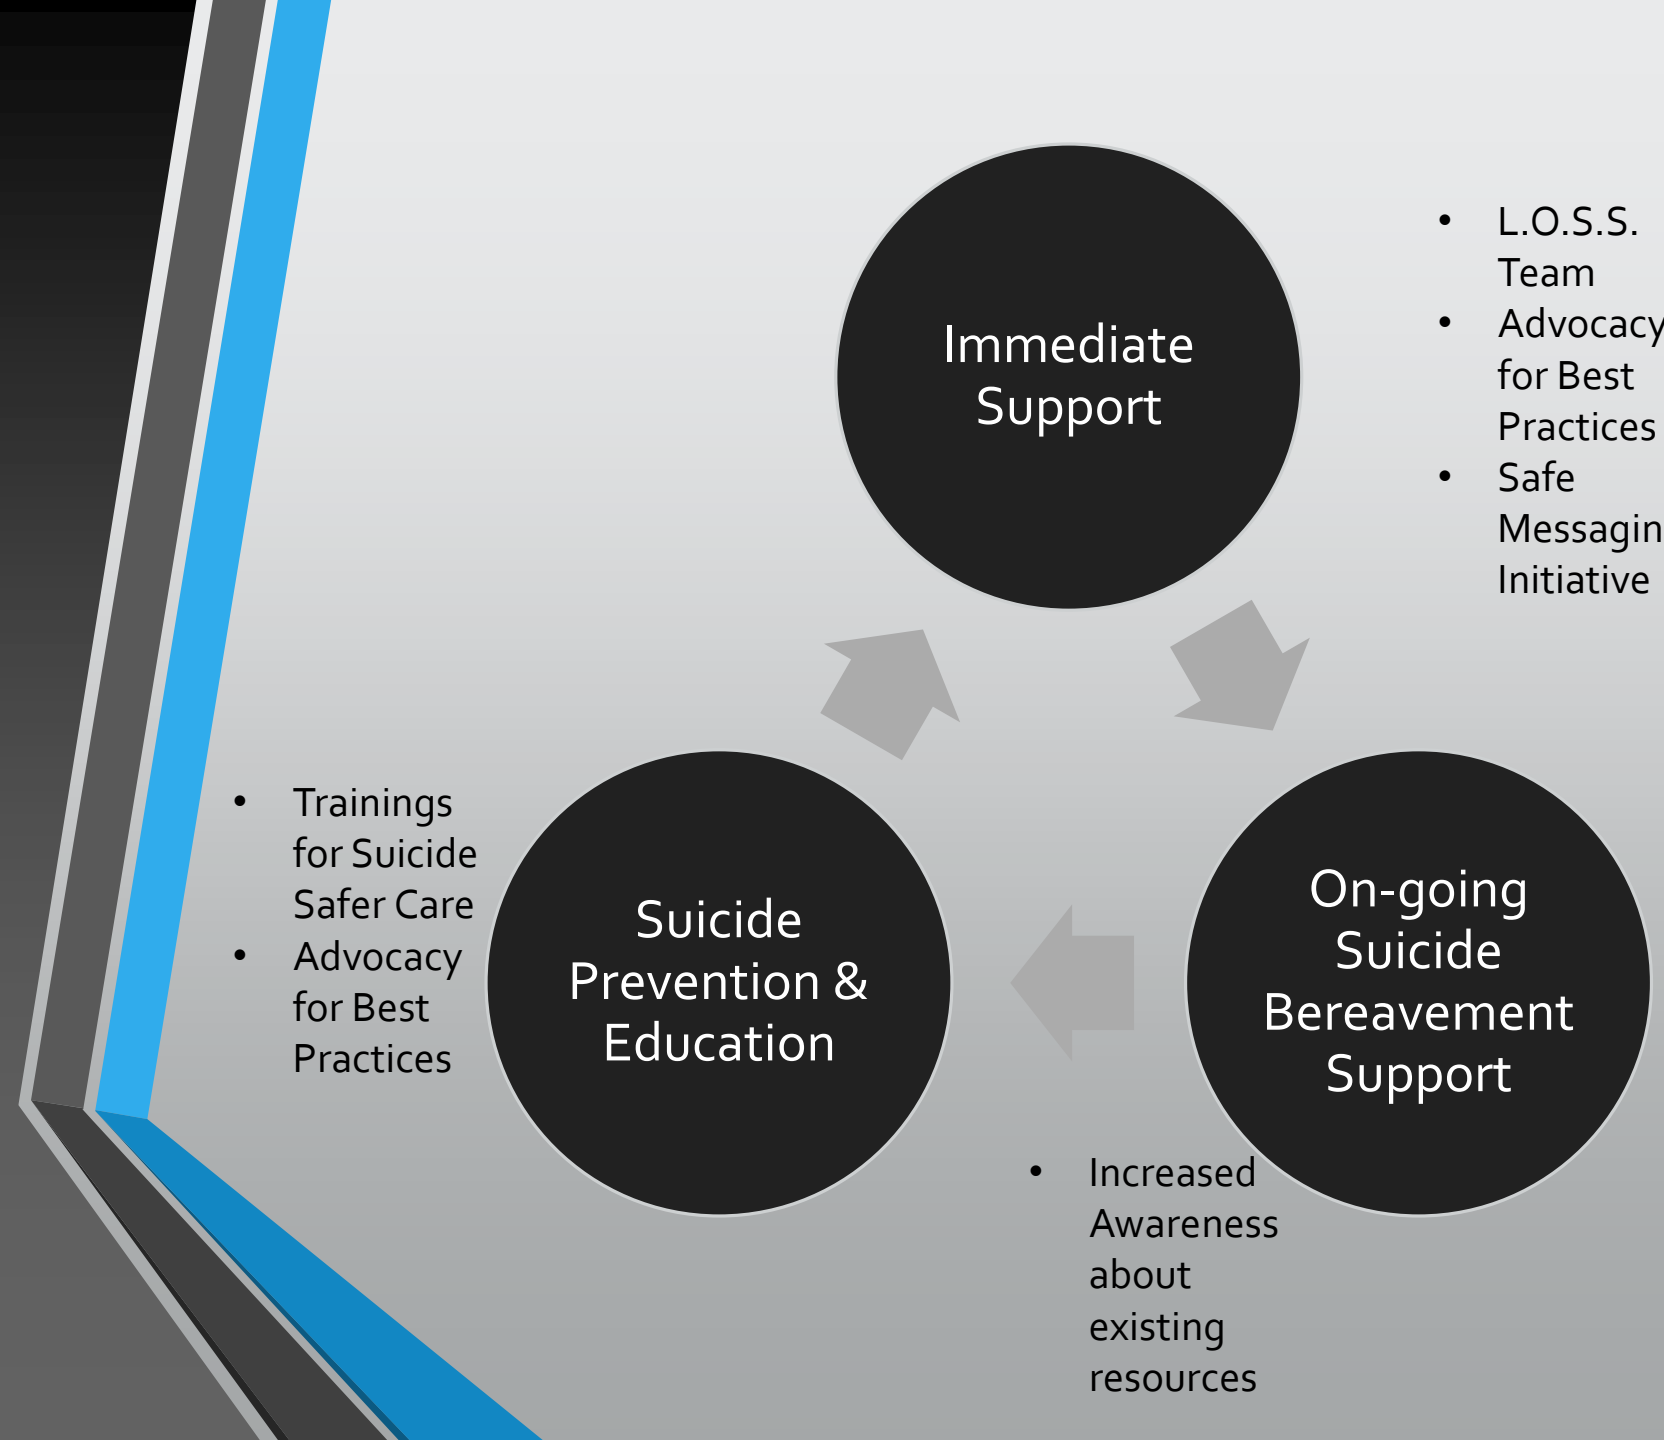 Immediate
Support
• L.O.S.S.
Team
• Advocacy
for Best
Practices
• Safe
Messagin
Initiative
• Trainings
for Suicide
Safer Care
• Advocacy
for Best
Practices
Suicide
Prevention &
Education
On-going
Suicide
Bereavement
Support
• Increased
Awareness
about
existing
resources